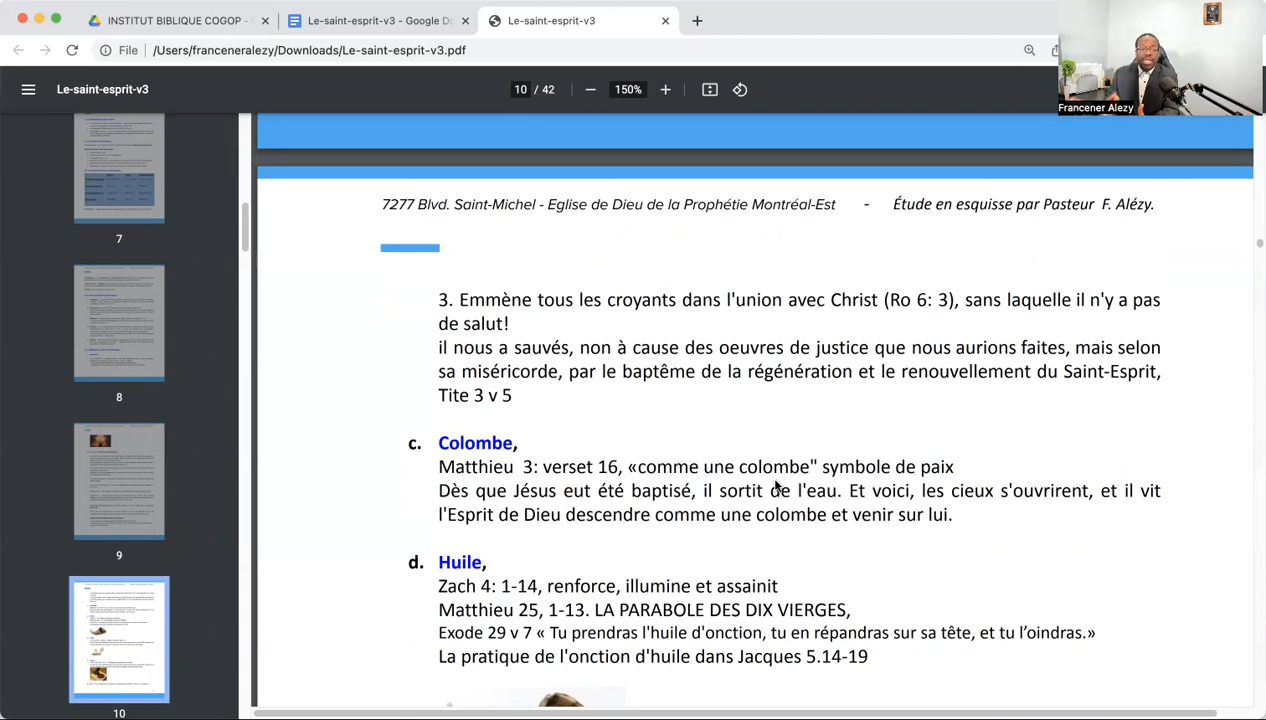 INSTITUT BIBLIQUE COGOP -
Le-saint-esprit-v3 - Google Do
Le-saint-esprit-v3
File
/Users/franceneralezy/Downloads/Le-saint-esprit-v3.pdf
Le-saint-esprit-v3
10 / 42
150%
Francener Alezy
7
8
9
10
7277 Blvd. Saint-Michel - Eglise de Dieu de la Prophétie Montréal-Est - Étude en esquisse par Pasteur F. Alézy.
3. Emmène tous les croyants dans l'union avec Christ (Ro 6: 3), sans laquelle il n'y a pas
de salut!
il nous a sauvés, non à cause des oeuvres de justice que nous aurions faites, mais selon
sa miséricorde, par le baptême de la régénération et le renouvellement du Saint-Esprit,
Tite 3 v 5
c. Colombe,
Matthieu 3: verset 16, «comme une colombe" symbole de paix
Dès que Jésus eut été baptisé, il sortit de l'eau. Et voici, les cieux s'ouvrirent, et il vit
l'Esprit de Dieu descendre comme une colombe et venir sur lui.
d. Huile,
Zach 4: 1-14, renforce, illumine et assainit
Matthieu 25, 1-13. LA PARABOLE DES DIX VIERGES,
Exode 29 v 7 « Tu prendras l'huile d'onction, tu en répandras sur sa tête, et tu l’oindras.»
La pratique de l'onction d'huile dans Jacques 5.14-19